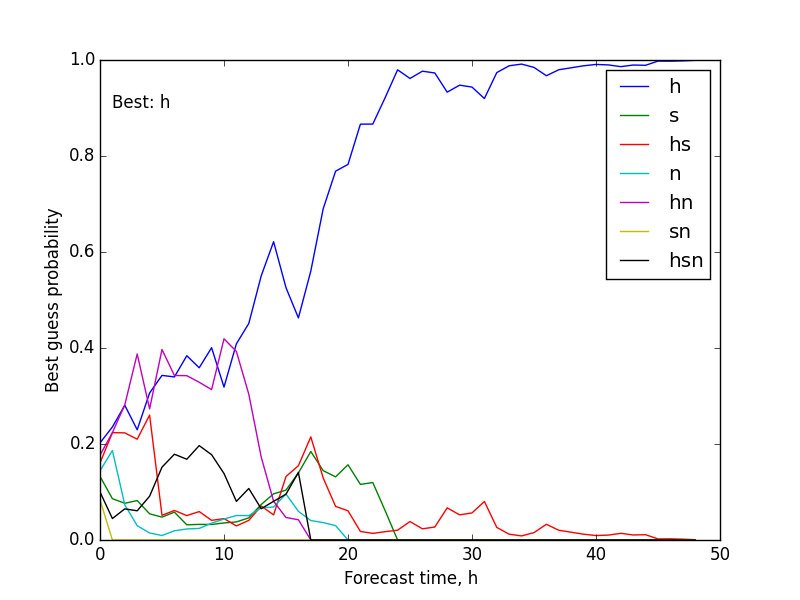 1.0
0.8
0.6
0.4
0.2
0.0
Best guess probability
Best: h
h
s
hs
n
hn
sn
hsn
0 10 20 30 40 50
Forecast time, h